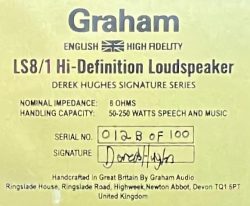 Graham
ENGLISH HIGH FIDELITY
LS8/1 Hi-Definition Loudspeaker
DEREK HUGHES SIGNATURE SERIES
NOMINAL IMPEDANCE: 8 OHMS
HANDLING CAPACITY: 50-250 WATTS SPEECH AND MUSIC
SERIAL NO. 012 B OF 100
SIGNATURE: Derek Hughes
Handcrafted in Great Britain By Graham Audio
Ringslade House, Ringslade Road, Highweek, Newton Abbot, Devon TQ1 6PT
United Kingdom